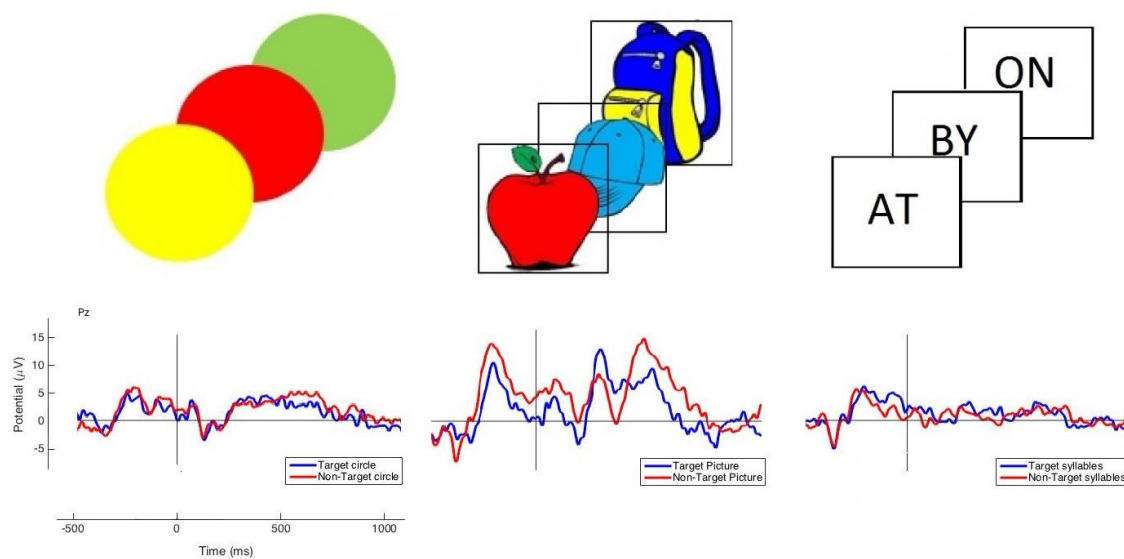 ON
BY
AT
Pz
15
10
5
0
-5
Potential (μV)
Target circle
Non-Target circle
Target Picture
Non-Target Picture
Target syllables
Non-Target syllables
-500 0 500 1000
Time (ms)